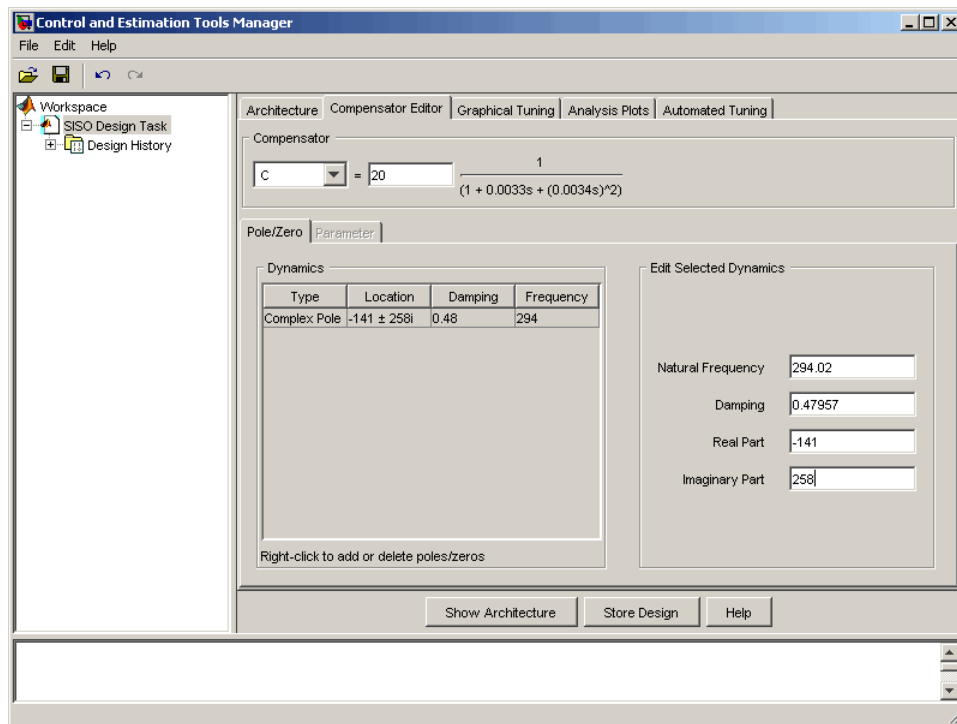 Control and Estimation Tools Manager
File Edit Help
Workspace
SISO Design Task
Design History
Architecture Compensator Editor Graphical Tuning Analysis Plots Automated Tuning
Compensator
C = 20 1
(1 + 0.0033s + (0.0034s)^2)
Pole/Zero Parameter
Dynamics
Type Location Damping Frequency
Complex Pole -141 ± 258i 0.48 294
Right-click to add or delete poles/zeros
Edit Selected Dynamics
Natural Frequency 294.02
Damping 0.47957
Real Part -141
Imaginary Part 258
Show Architecture Store Design Help